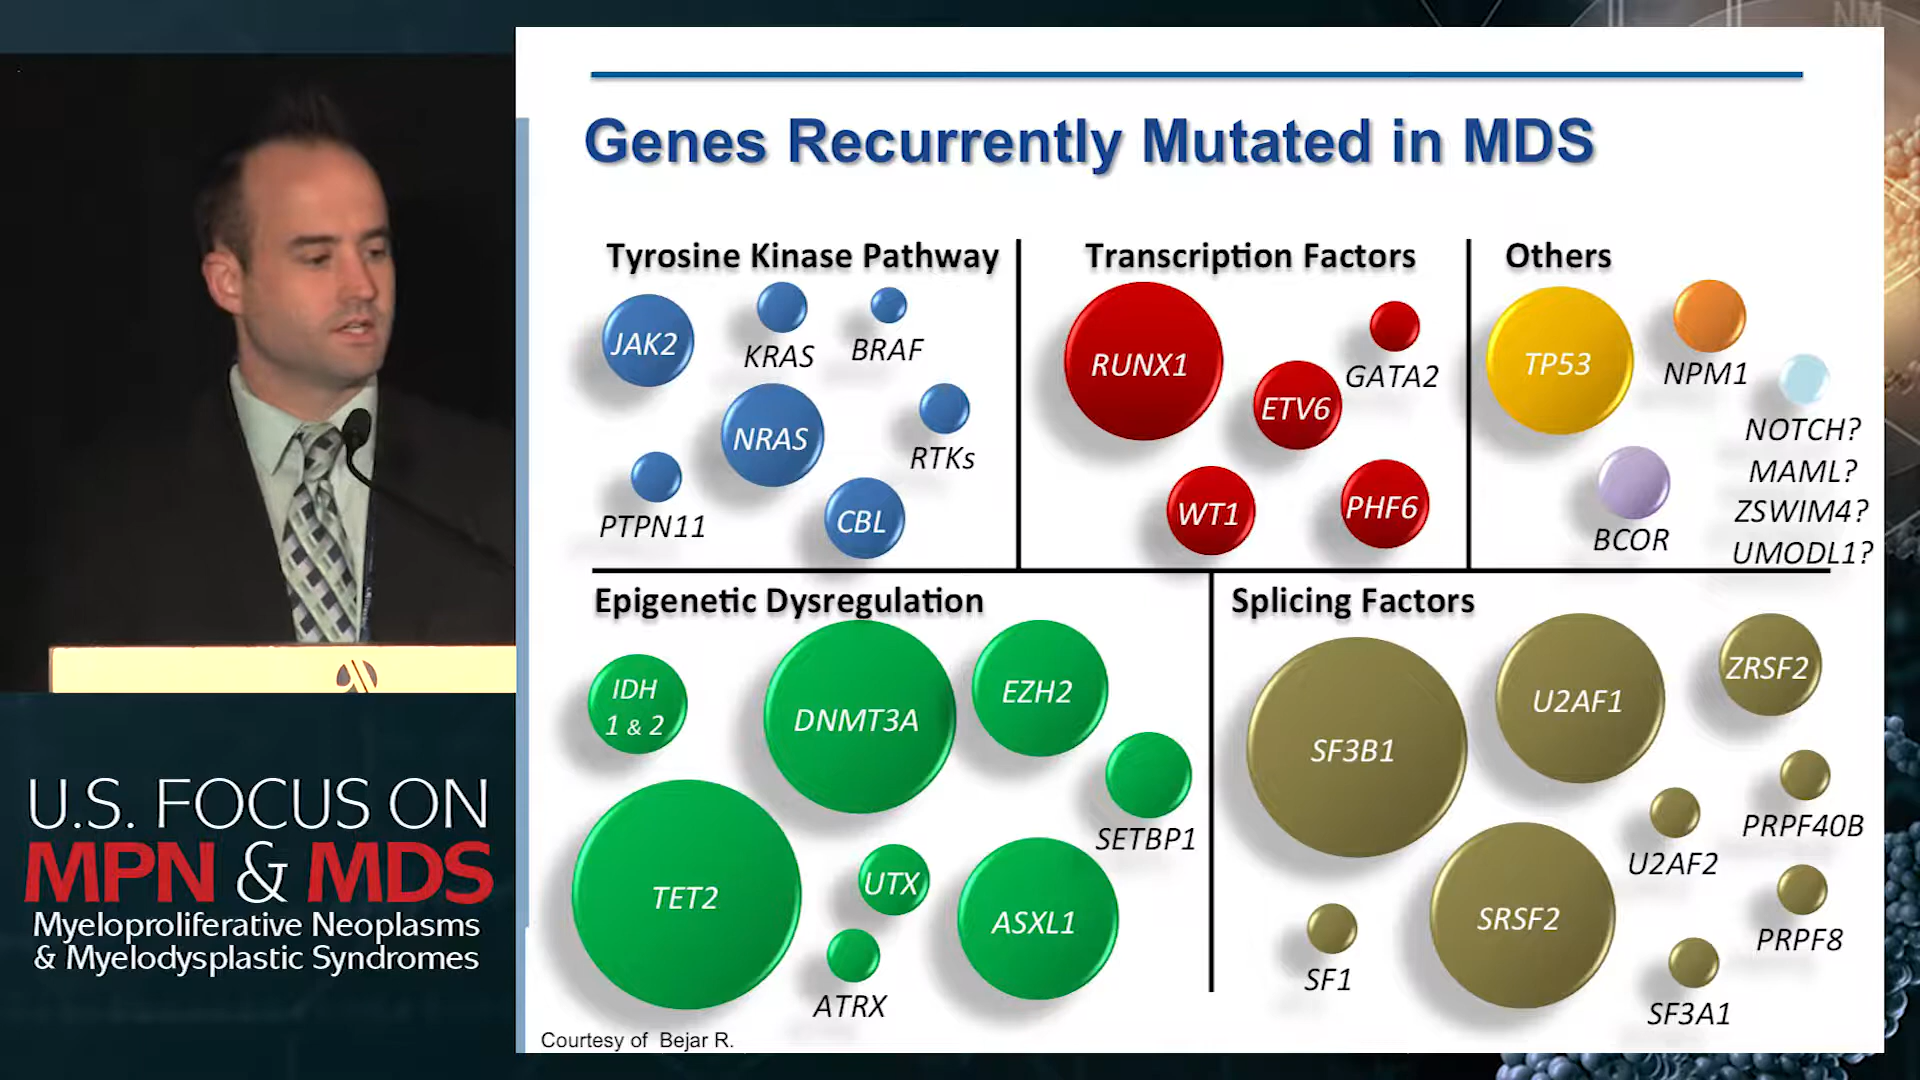 Genes Recurrently Mutated in MDS
Tyrosine Kinase Pathway
JAK2
KRAS
BRAF
NRAS
RTKs
PTPN11
CBL
Transcription Factors
RUNX1
GATA2
ETV6
WT1
PHF6
Others
TP53
NPM1
BCOR
NOTCH?
MAML?
ZSWIM4?
UMODL1?
Epigenetic Dysregulation
IDH
1 & 2
DNMT3A
EZH2
SETBP1
TET2
UTX
ASXL1
ATRX
Splicing Factors
SF3B1
U2AF1
ZRSF2
PRPF40B
U2AF2
SRSF2
PRPF8
SF1
SF3A1
Courtesy of Bejar R.
U.S. FOCUS ON
MPN & MDS
Myeloproliferative Neoplasms
& Myelodysplastic Syndromes
NM